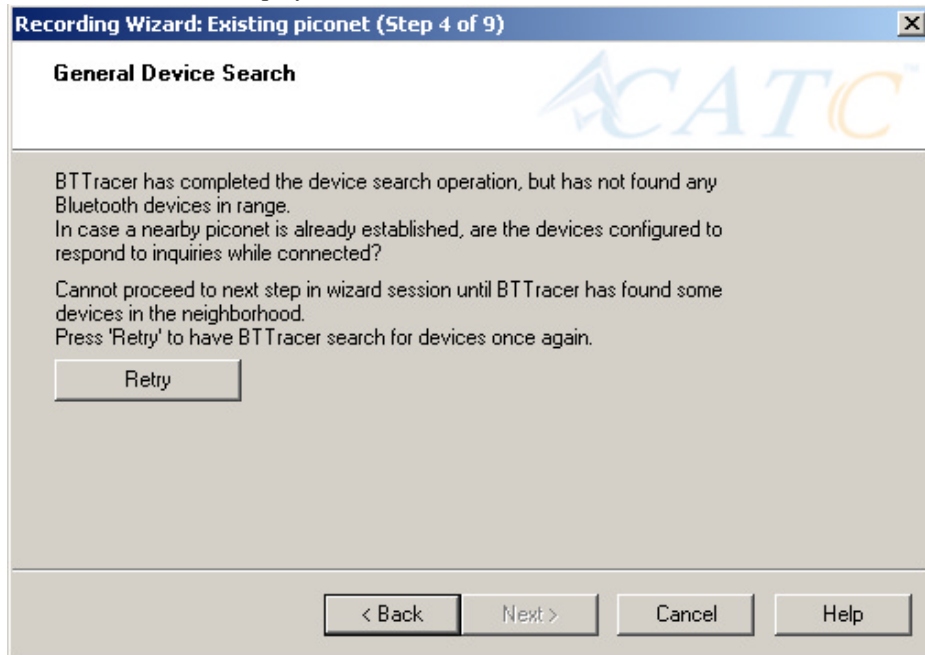 Recording Wizard: Existing piconet (Step 4 of 9)
General Device Search
CATC
BTTracer has completed the device search operation, but has not found any
Bluetooth devices in range.
In case a nearby piconet is already established, are the devices configured to
respond to inquiries while connected?
Cannot proceed to next step in wizard session until BTTracer has found some
devices in the neighborhood.
Press 'Retry' to have BTTracer search for devices once again.
Retry
< Back Next > Cancel Help